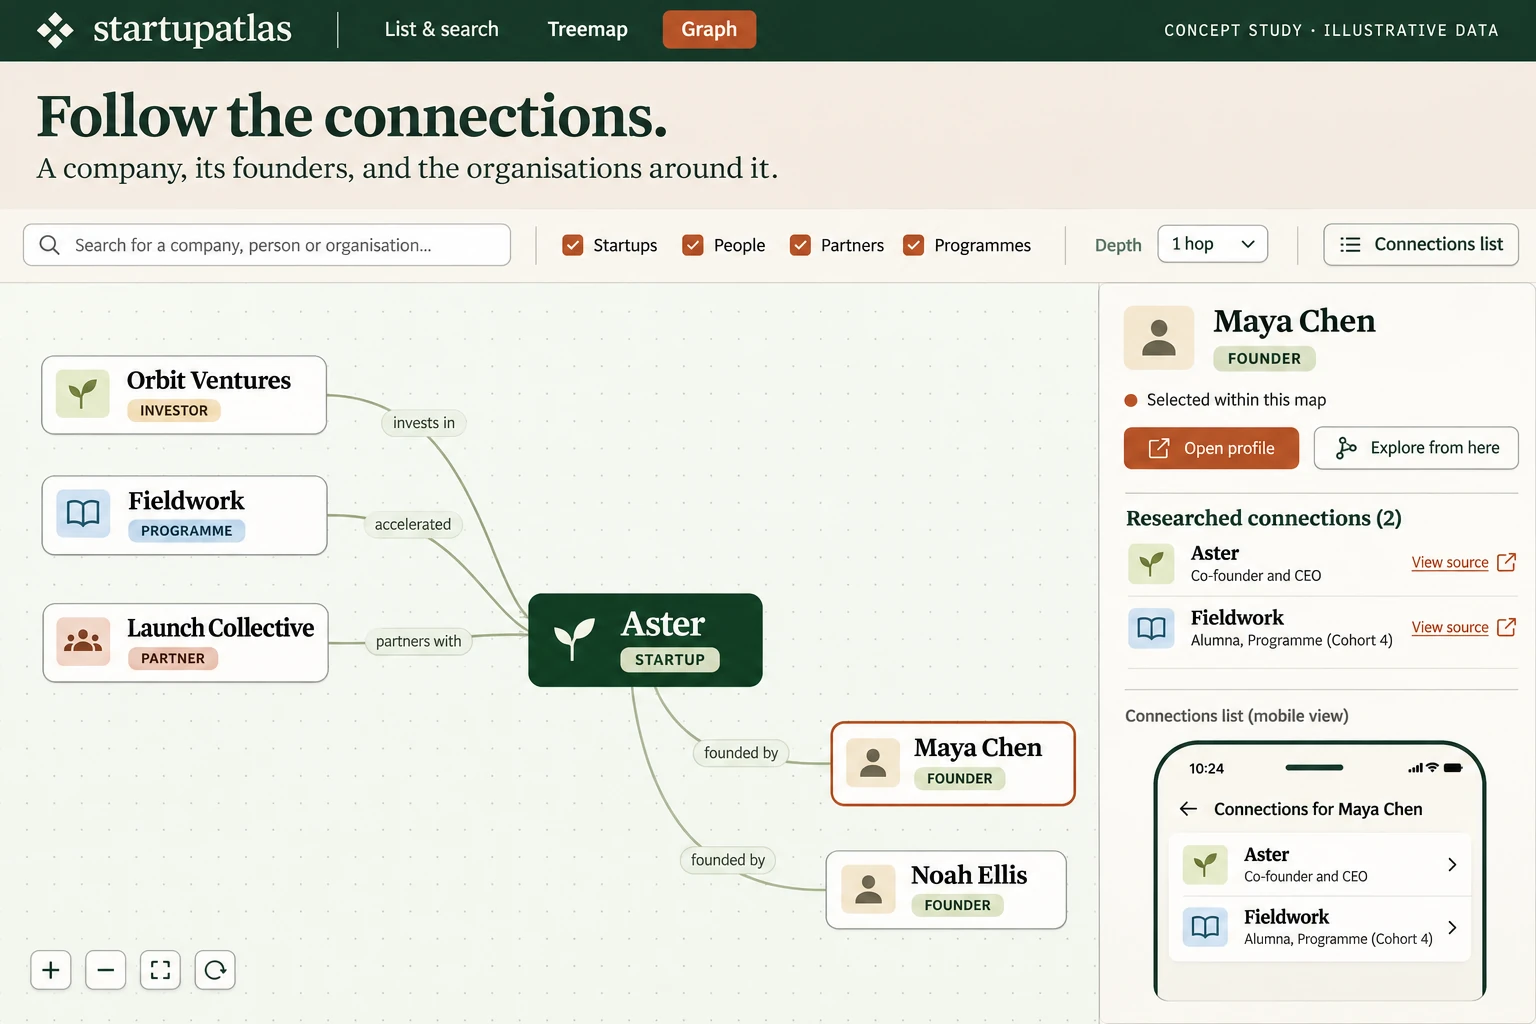 startupatlas
List & search
Treemap
Graph
CONCEPT STUDY · ILLUSTRATIVE DATA
Follow the connections.
A company, its founders, and the organisations around it.
Search for a company, person or organisation...
Startups
People
Partners
Programmes
Depth
1 hop
Connections list
Orbit Ventures
INVESTOR
invests in
Fieldwork
PROGRAMME
accelerated
Launch Collective
PARTNER
partners with
Aster
STARTUP
founded by
Maya Chen
FOUNDER
founded by
Noah Ellis
FOUNDER
Maya Chen
FOUNDER
Selected within this map
Open profile
Explore from here
Researched connections (2)
Aster
Co-founder and CEO
View source
Fieldwork
Alumna, Programme (Cohort 4)
View source
Connections list (mobile view)
10:24
Connections for Maya Chen
Aster
Co-founder and CEO
Fieldwork
Alumna, Programme (Cohort 4)